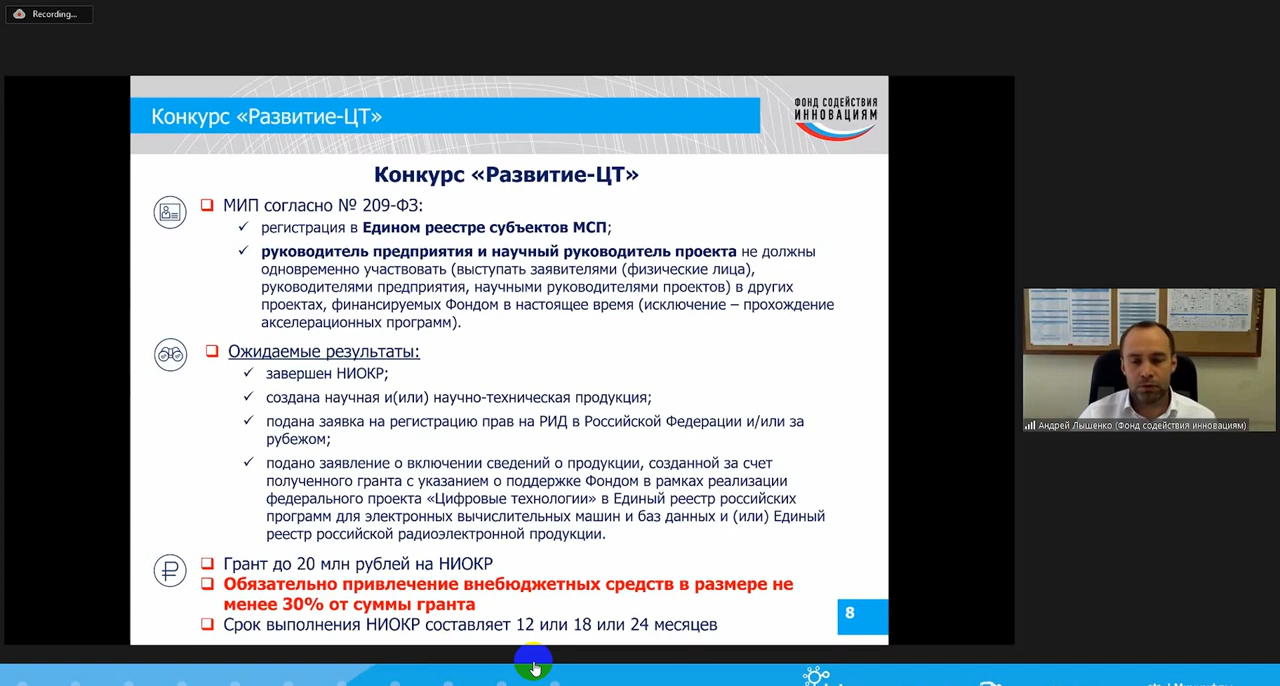 Recording...
Конкурс «Развитие-ЦТ»
ФОНД СОДЕЙСТВИЯ
ИННОВАЦИЯМ
Конкурс «Развитие-ЦТ»
МИП согласно № 209-ФЗ:
регистрация в Едином реестре субъектов МСП;
руководитель предприятия и научный руководитель проекта не должны
одновременно участвовать (выступать заявителями (физические лица),
руководителями предприятия, научными руководителями проектов) в других
проектах, финансируемых Фондом в настоящее время (исключение – прохождение
акселерационных программ).
Ожидаемые результаты:
завершен НИОКР;
создана научная и(или) научно-техническая продукция;
подана заявка на регистрацию прав на РИД в Российской Федерации и/или за
рубежом;
подано заявление о включении сведений о продукции, созданной за счет
полученного гранта с указанием о поддержке Фондом в рамках реализации
федерального проекта «Цифровые технологии» в Единый реестр российских
программ для электронных вычислительных машин и баз данных и (или) Единый
реестр российской радиоэлектронной продукции.
Грант до 20 млн рублей на НИОКР
Обязательно привлечение внебюджетных средств в размере не
менее 30% от суммы гранта
Срок выполнения НИОКР составляет 12 или 18 или 24 месяцев
8
Андрей Лышенко (Фонд содействия инновациям)